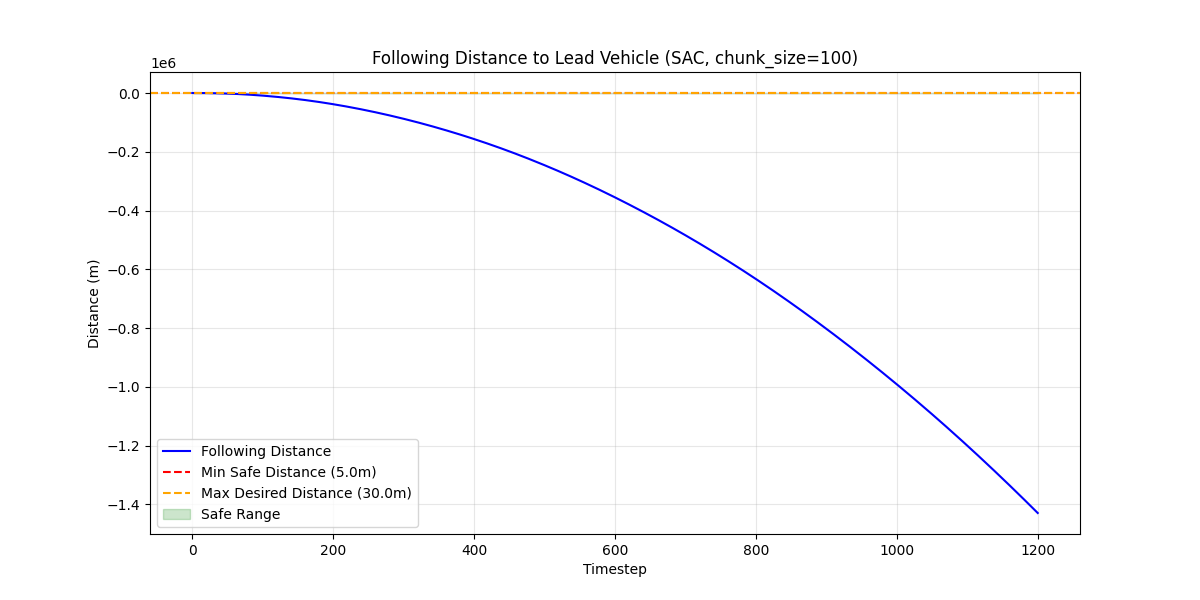 Following Distance to Lead Vehicle (SAC, chunk_size=100)
1e6
0.0
−0.2
−0.4
−0.6
−0.8
−1.0
−1.2
−1.4
Distance (m)
Following Distance
Min Safe Distance (5.0m)
Max Desired Distance (30.0m)
Safe Range
0 200 400 600 800 1000 1200
Timestep